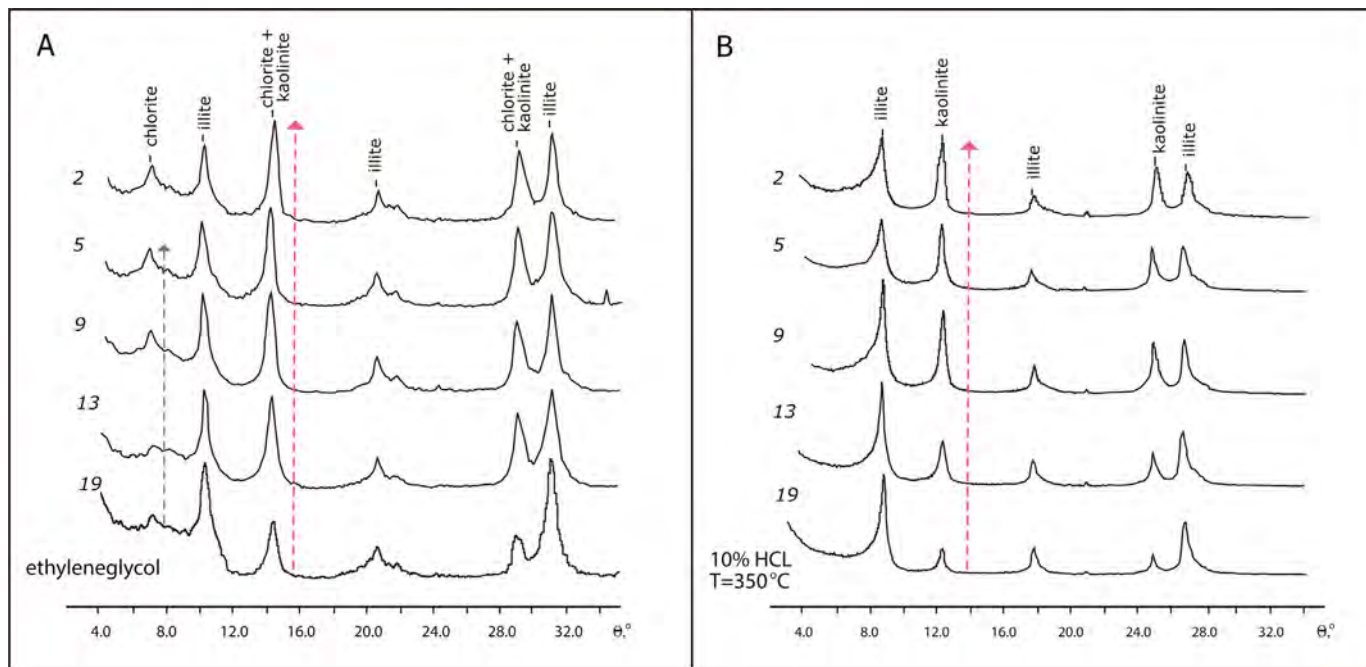 A
chlorite
illite
chlorite +
kaolinite
illite
chlorite +
kaolinite
illite
2
5
9
13
19
ethyleneglycol
4.0 8.0 12.0 16.0 20.0 24.0 28.0 32.0 θ,°
B
illite
kaolinite
illite
kaolinite
illite
2
5
9
13
19
10% HCL
T=350°C
4.0 8.0 12.0 16.0 20.0 24.0 28.0 32.0 θ,°